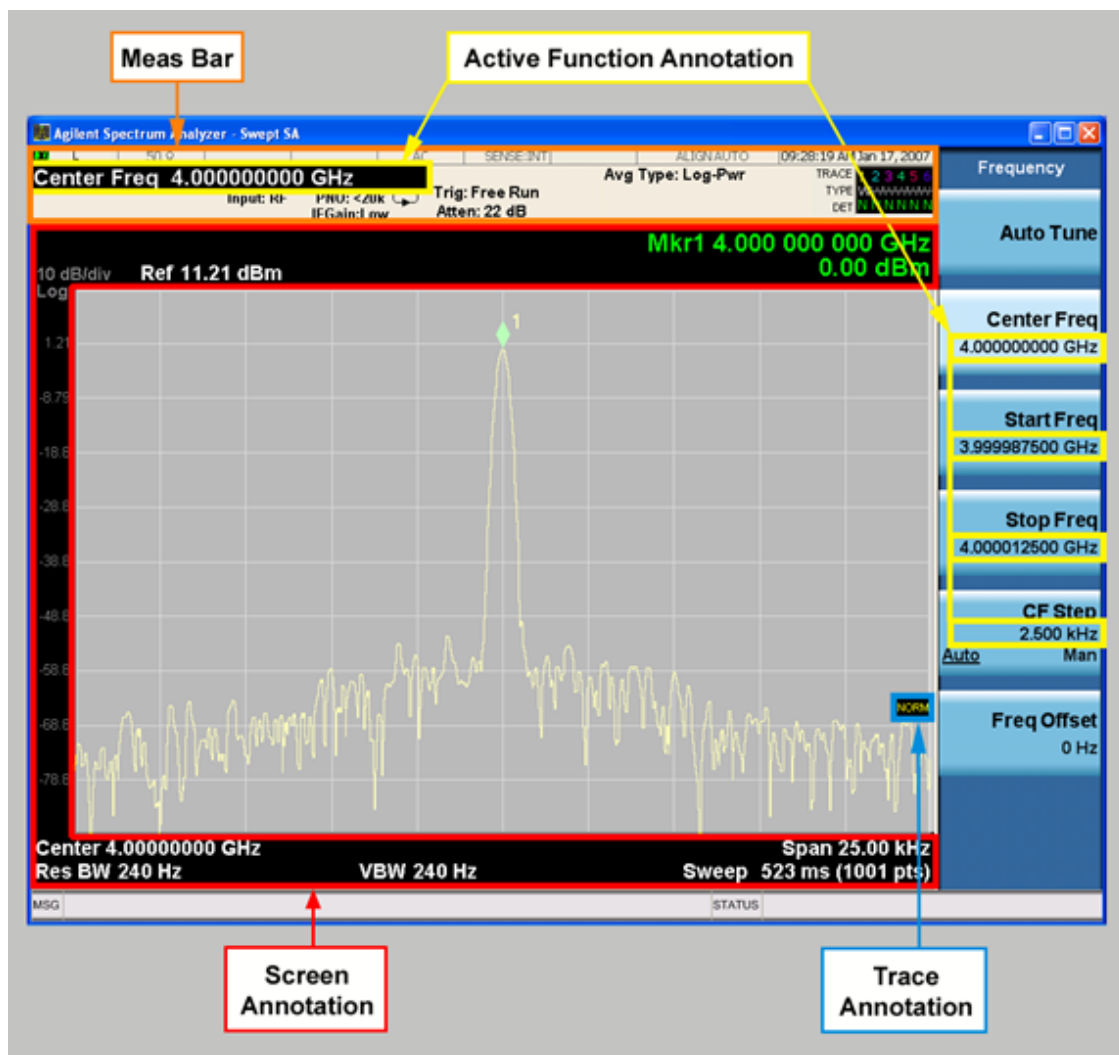 Meas Bar
Active Function Annotation
Agilent Spectrum Analyzer - Swept SA
L
AC
SENSE:INT
ALIGN AUTO
09:28:19 AM Jan 17, 2007
Center Freq 4.000000000 GHz
Avg Type: Log-Pwr
TRACE 1 2 3 4 5 6
TYPE
DET N N N N N N
Input: RF
PNO: <20k
IFGain:Low
Trig: Free Run
Atten: 22 dB
Frequency
Auto Tune
Center Freq
4.000000000 GHz
Start Freq
3.999987500 GHz
Stop Freq
4.000012500 GHz
CF Step
2.500 kHz
Auto Man
Freq Offset
0 Hz
Mkr1 4.000 000 000 GHz
0.00 dBm
10 dB/div Ref 11.21 dBm
Log
1
1.21
-8.79
-18.8
-28.8
-38.8
-48.8
-58.8
-68.8
-78.8
NORM
Center 4.00000000 GHz
Span 25.00 kHz
Res BW 240 Hz
VBW 240 Hz
Sweep 523 ms (1001 pts)
MSG
STATUS
Screen
Annotation
Trace
Annotation